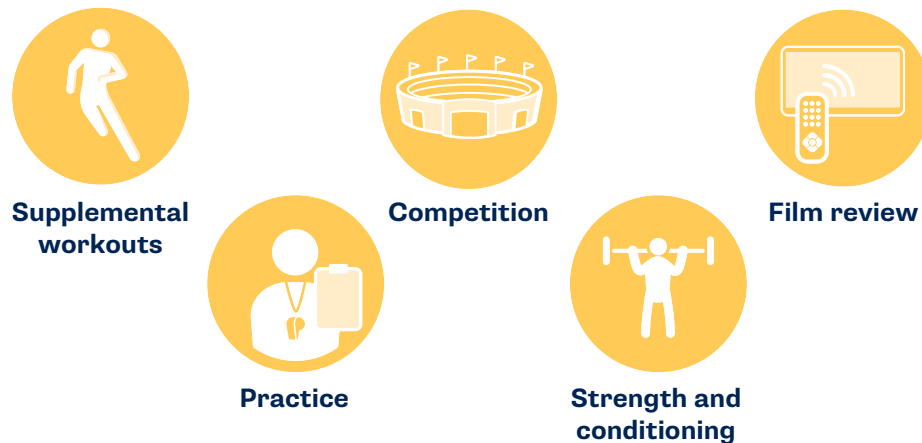 Supplemental
workouts
Competition
Film review
Practice
Strength and
conditioning